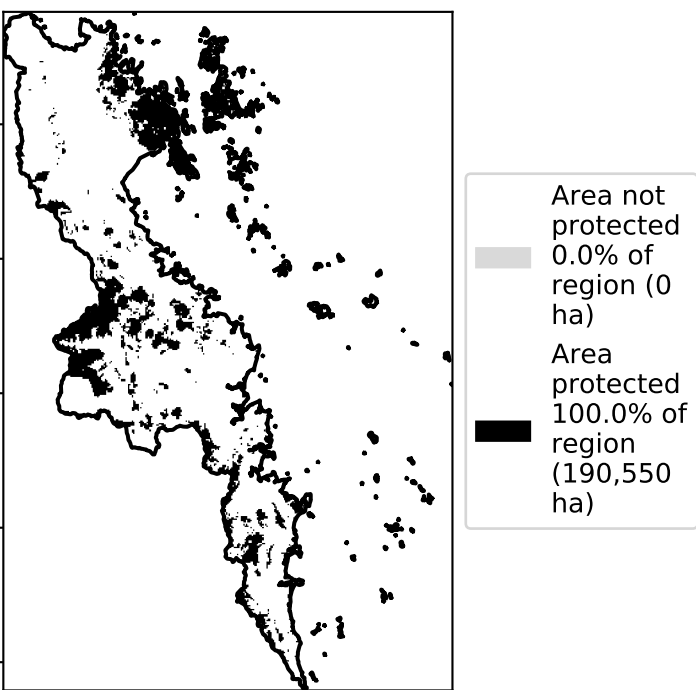 Area not
protected
0.0% of
region (0
ha)
Area
protected
100.0% of
region
(190,550
ha)